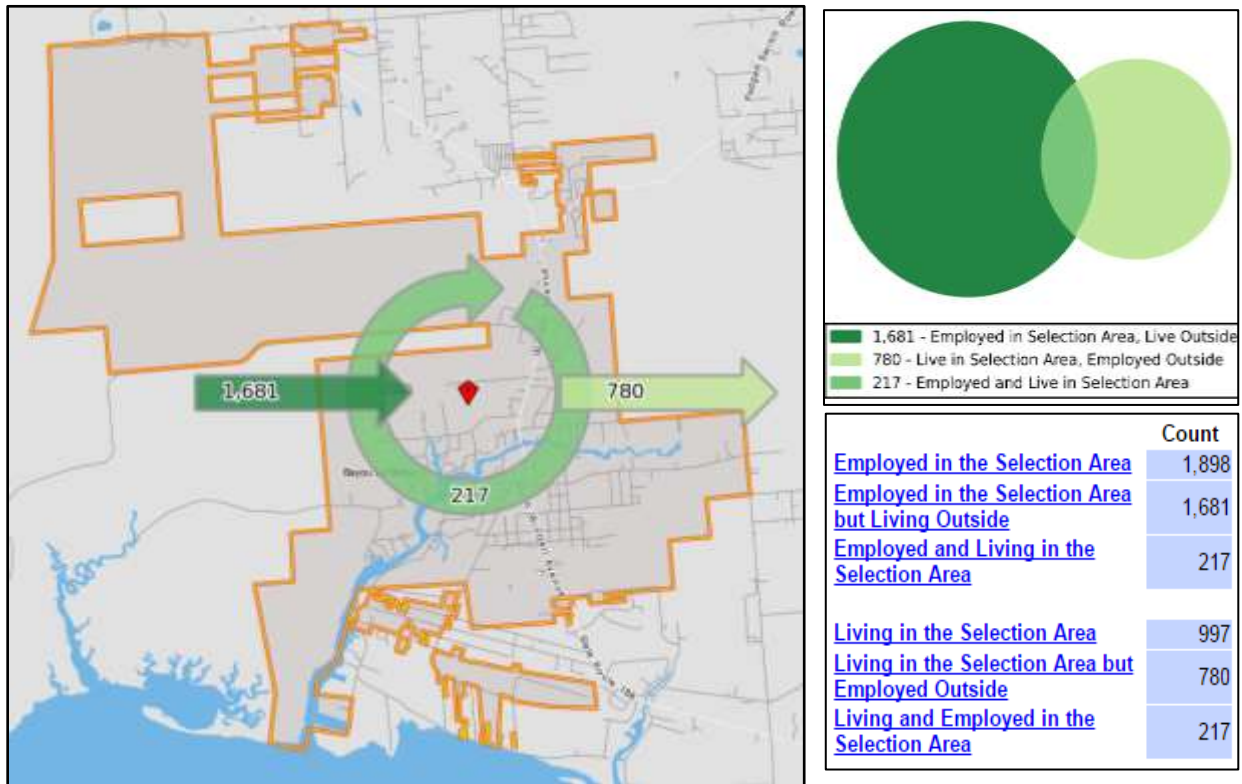 1,681
780
217
1,681 - Employed in Selection Area, Live Outside
780 - Live in Selection Area, Employed Outside
217 - Employed and Live in Selection Area
Count
Employed in the Selection Area 1,898
Employed in the Selection Area
but Living Outside 1,681
Employed and Living in the
Selection Area 217
Living in the Selection Area 997
Living in the Selection Area but
Employed Outside 780
Living and Employed in the
Selection Area 217